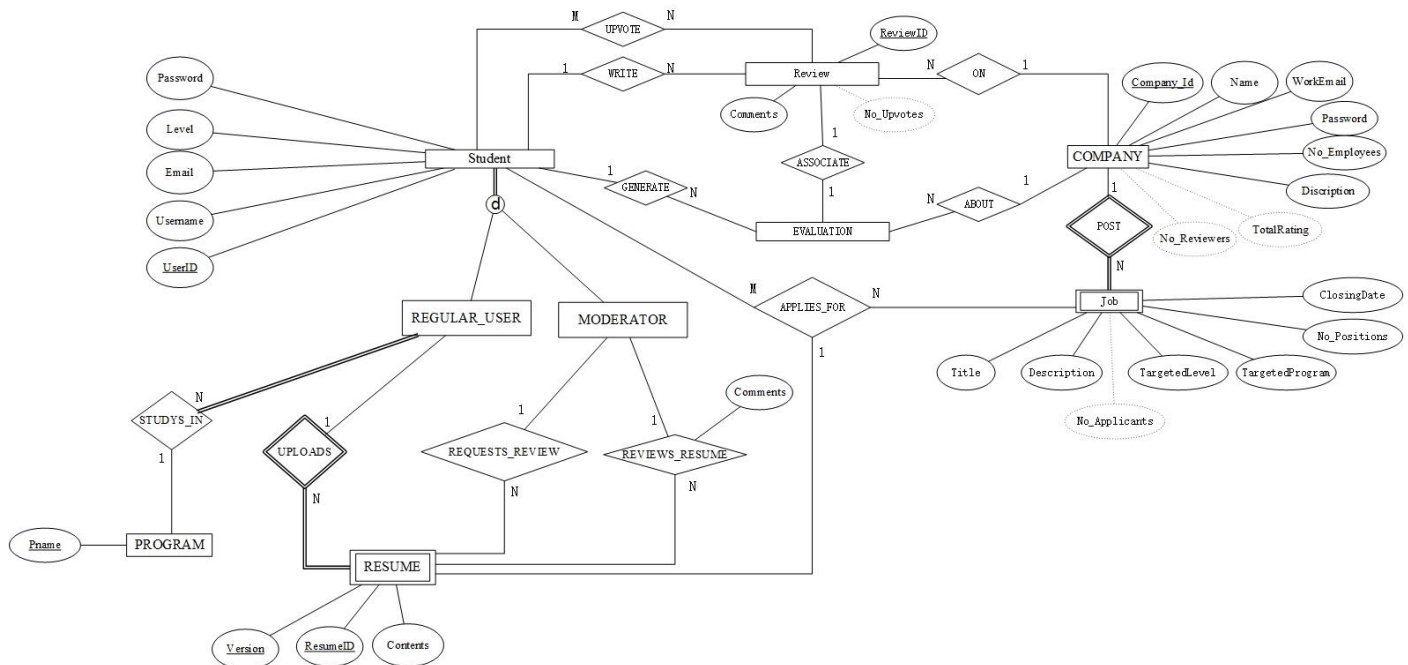 M
UPVOTE
N
ReviewID
1
WRITE
N
Review
N
ON
1
Comments
No_Upvotes
Company_Id
Name
WorkEmail
Password
No_Employees
Discription
COMPANY
No_Reviewers
TotalRating
Password
Level
Email
Username
UserID
Student
d
1
GENERATE
N
1
ASSOCIATE
1
EVALUATION
N
ABOUT
1
1
POST
N
REGULAR_USER
MODERATOR
M
APPLIES_FOR
N
1
Job
ClosingDate
No_Positions
Title
Description
TargetedLevel
TargetedProgram
No_Applicants
N
STUDYS_IN
1
1
UPLOADS
N
1
REQUESTS_REVIEW
N
1
REVIEWS_RESUME
N
Comments
Pname
PROGRAM
RESUME
Version
ResumeID
Contents